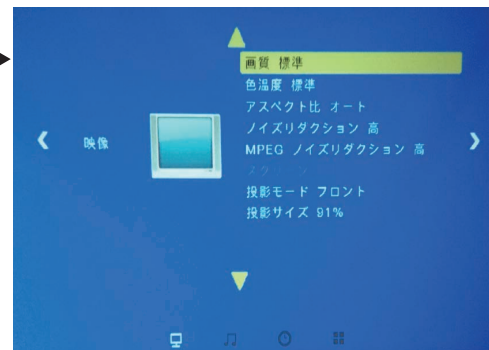 画質 標準
色温度 標準
アスペクト比 オート
ノイズリダクション 高
映像
MPEG ノイズリダクション 高
投影モード フロント
投影サイズ 91%